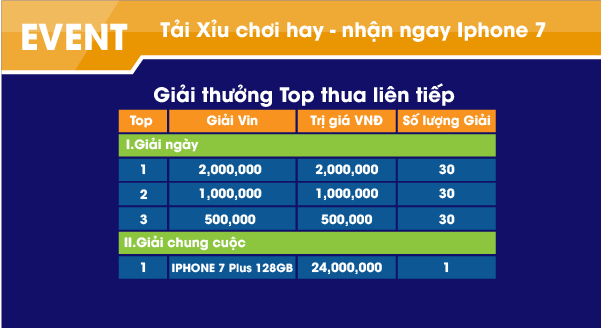 EVENT
Tải Xỉu chơi hay - nhận ngay Iphone 7
Giải thưởng Top thua liên tiếp
Top Giải Vin Trị giá VNĐ Số lượng Giải
I.Giải ngày
1 2,000,000 2,000,000 30
2 1,000,000 1,000,000 30
3 500,000 500,000 30
II.Giải chung cuộc
1 IPHONE 7 Plus 128GB 24,000,000 1